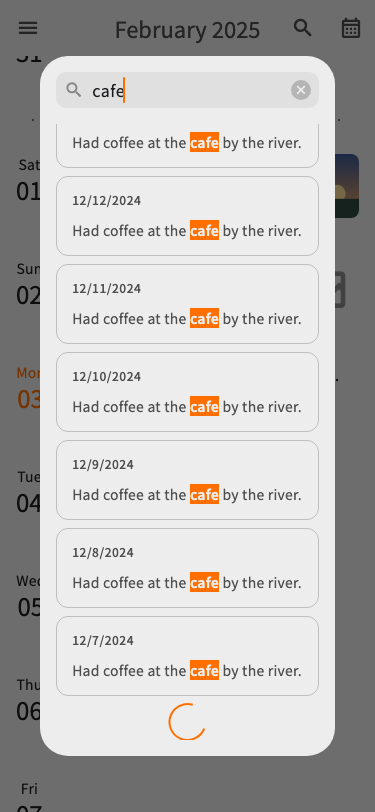 February 2025
31
cafe
Had coffee at the cafe by the river.
12/12/2024
Had coffee at the cafe by the river.
12/11/2024
Had coffee at the cafe by the river.
12/10/2024
Had coffee at the cafe by the river.
12/9/2024
Had coffee at the cafe by the river.
12/8/2024
Had coffee at the cafe by the river.
12/7/2024
Had coffee at the cafe by the river.
Sat
01
Sun
02
Mon
03
Tue
04
Wed
05
Thu
06
Fri
07